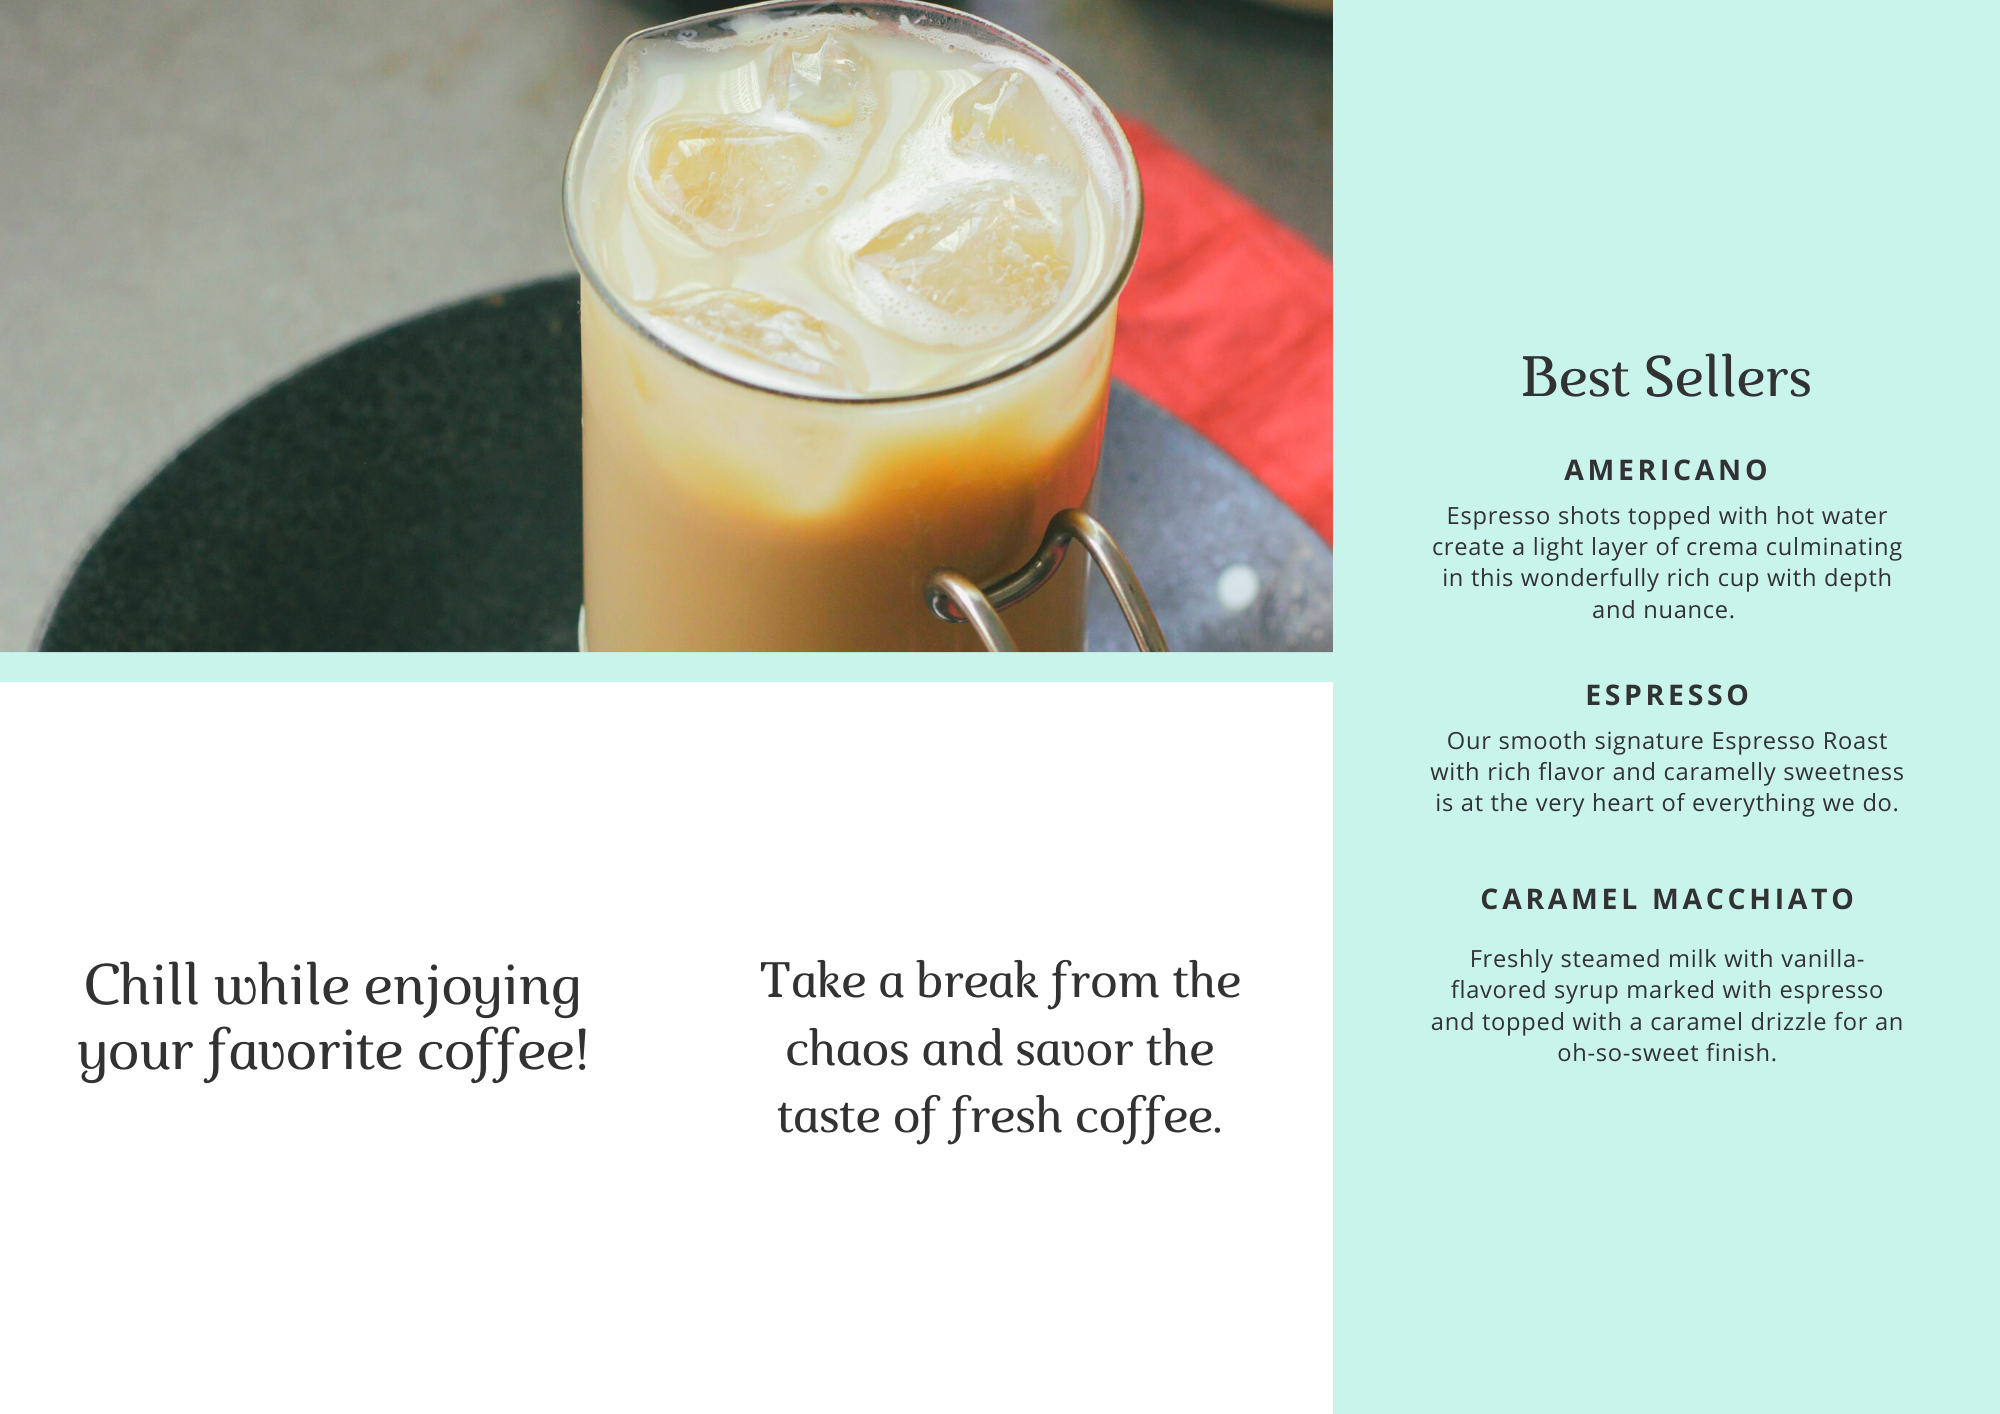 Chill while enjoying
your favorite coffee!
Take a break from the
chaos and savor the
taste of fresh coffee.
Best Sellers
AMERICANO
Espresso shots topped with hot water
create a light layer of crema culminating
in this wonderfully rich cup with depth
and nuance.
ESPRESSO
Our smooth signature Espresso Roast
with rich flavor and caramelly sweetness
is at the very heart of everything we do.
CARAMEL MACCHIATO
Freshly steamed milk with vanilla-
flavored syrup marked with espresso
and topped with a caramel drizzle for an
oh-so-sweet finish.